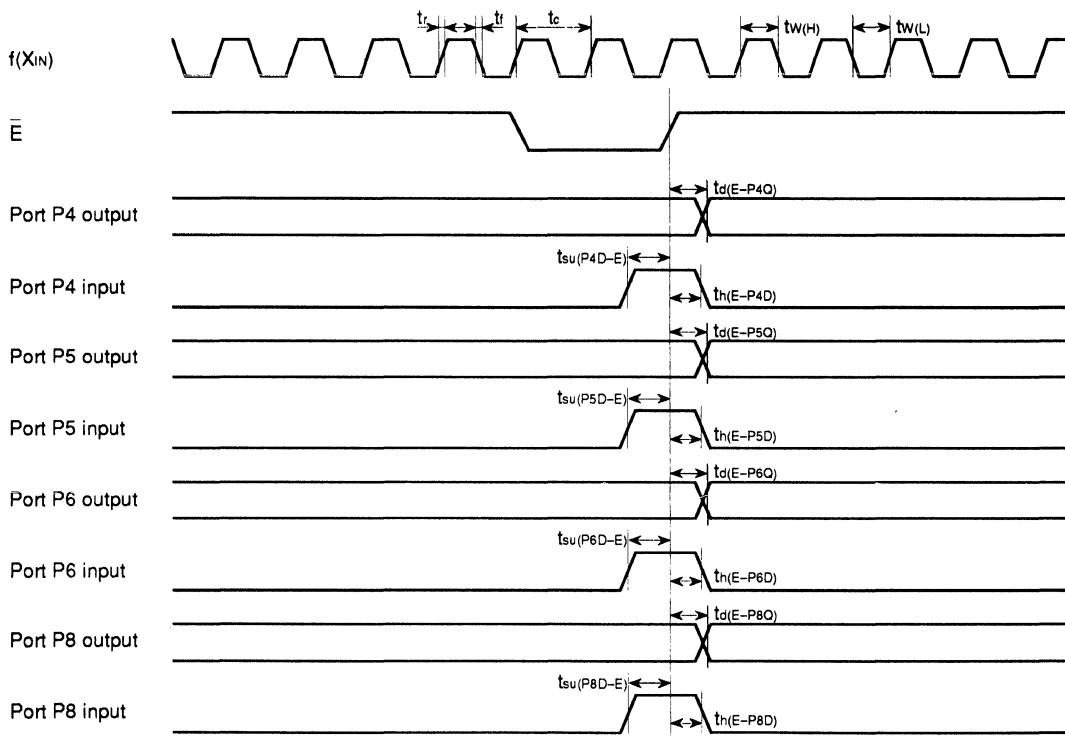 tr tf tc tW(H) tW(L)
f(XIN)
E
td(E–P4Q)
Port P4 output
tsu(P4D–E)
Port P4 input
th(E–P4D)
td(E–P5Q)
Port P5 output
tsu(P5D–E)
Port P5 input
th(E–P5D)
td(E–P6Q)
Port P6 output
tsu(P6D–E)
Port P6 input
th(E–P6D)
td(E–P8Q)
Port P8 output
tsu(P8D–E)
Port P8 input
th(E–P8D)